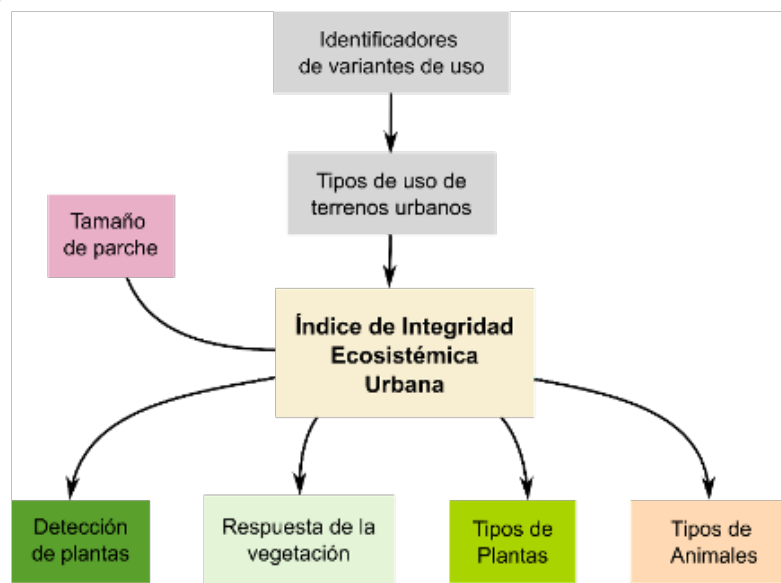 Identificadores
de variantes de uso
Tipos de uso de
terrenos urbanos
Tamaño
de parche
Índice de Integridad
Ecosistémica
Urbana
Detección
de plantas
Respuesta de la
vegetación
Tipos de
Plantas
Tipos de
Animales